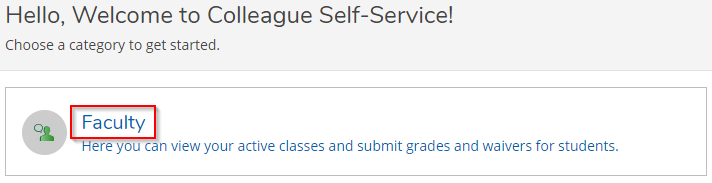 Hello, Welcome to Colleague Self-Service!
Choose a category to get started.
Faculty
Here you can view your active classes and submit grades and waivers for students.